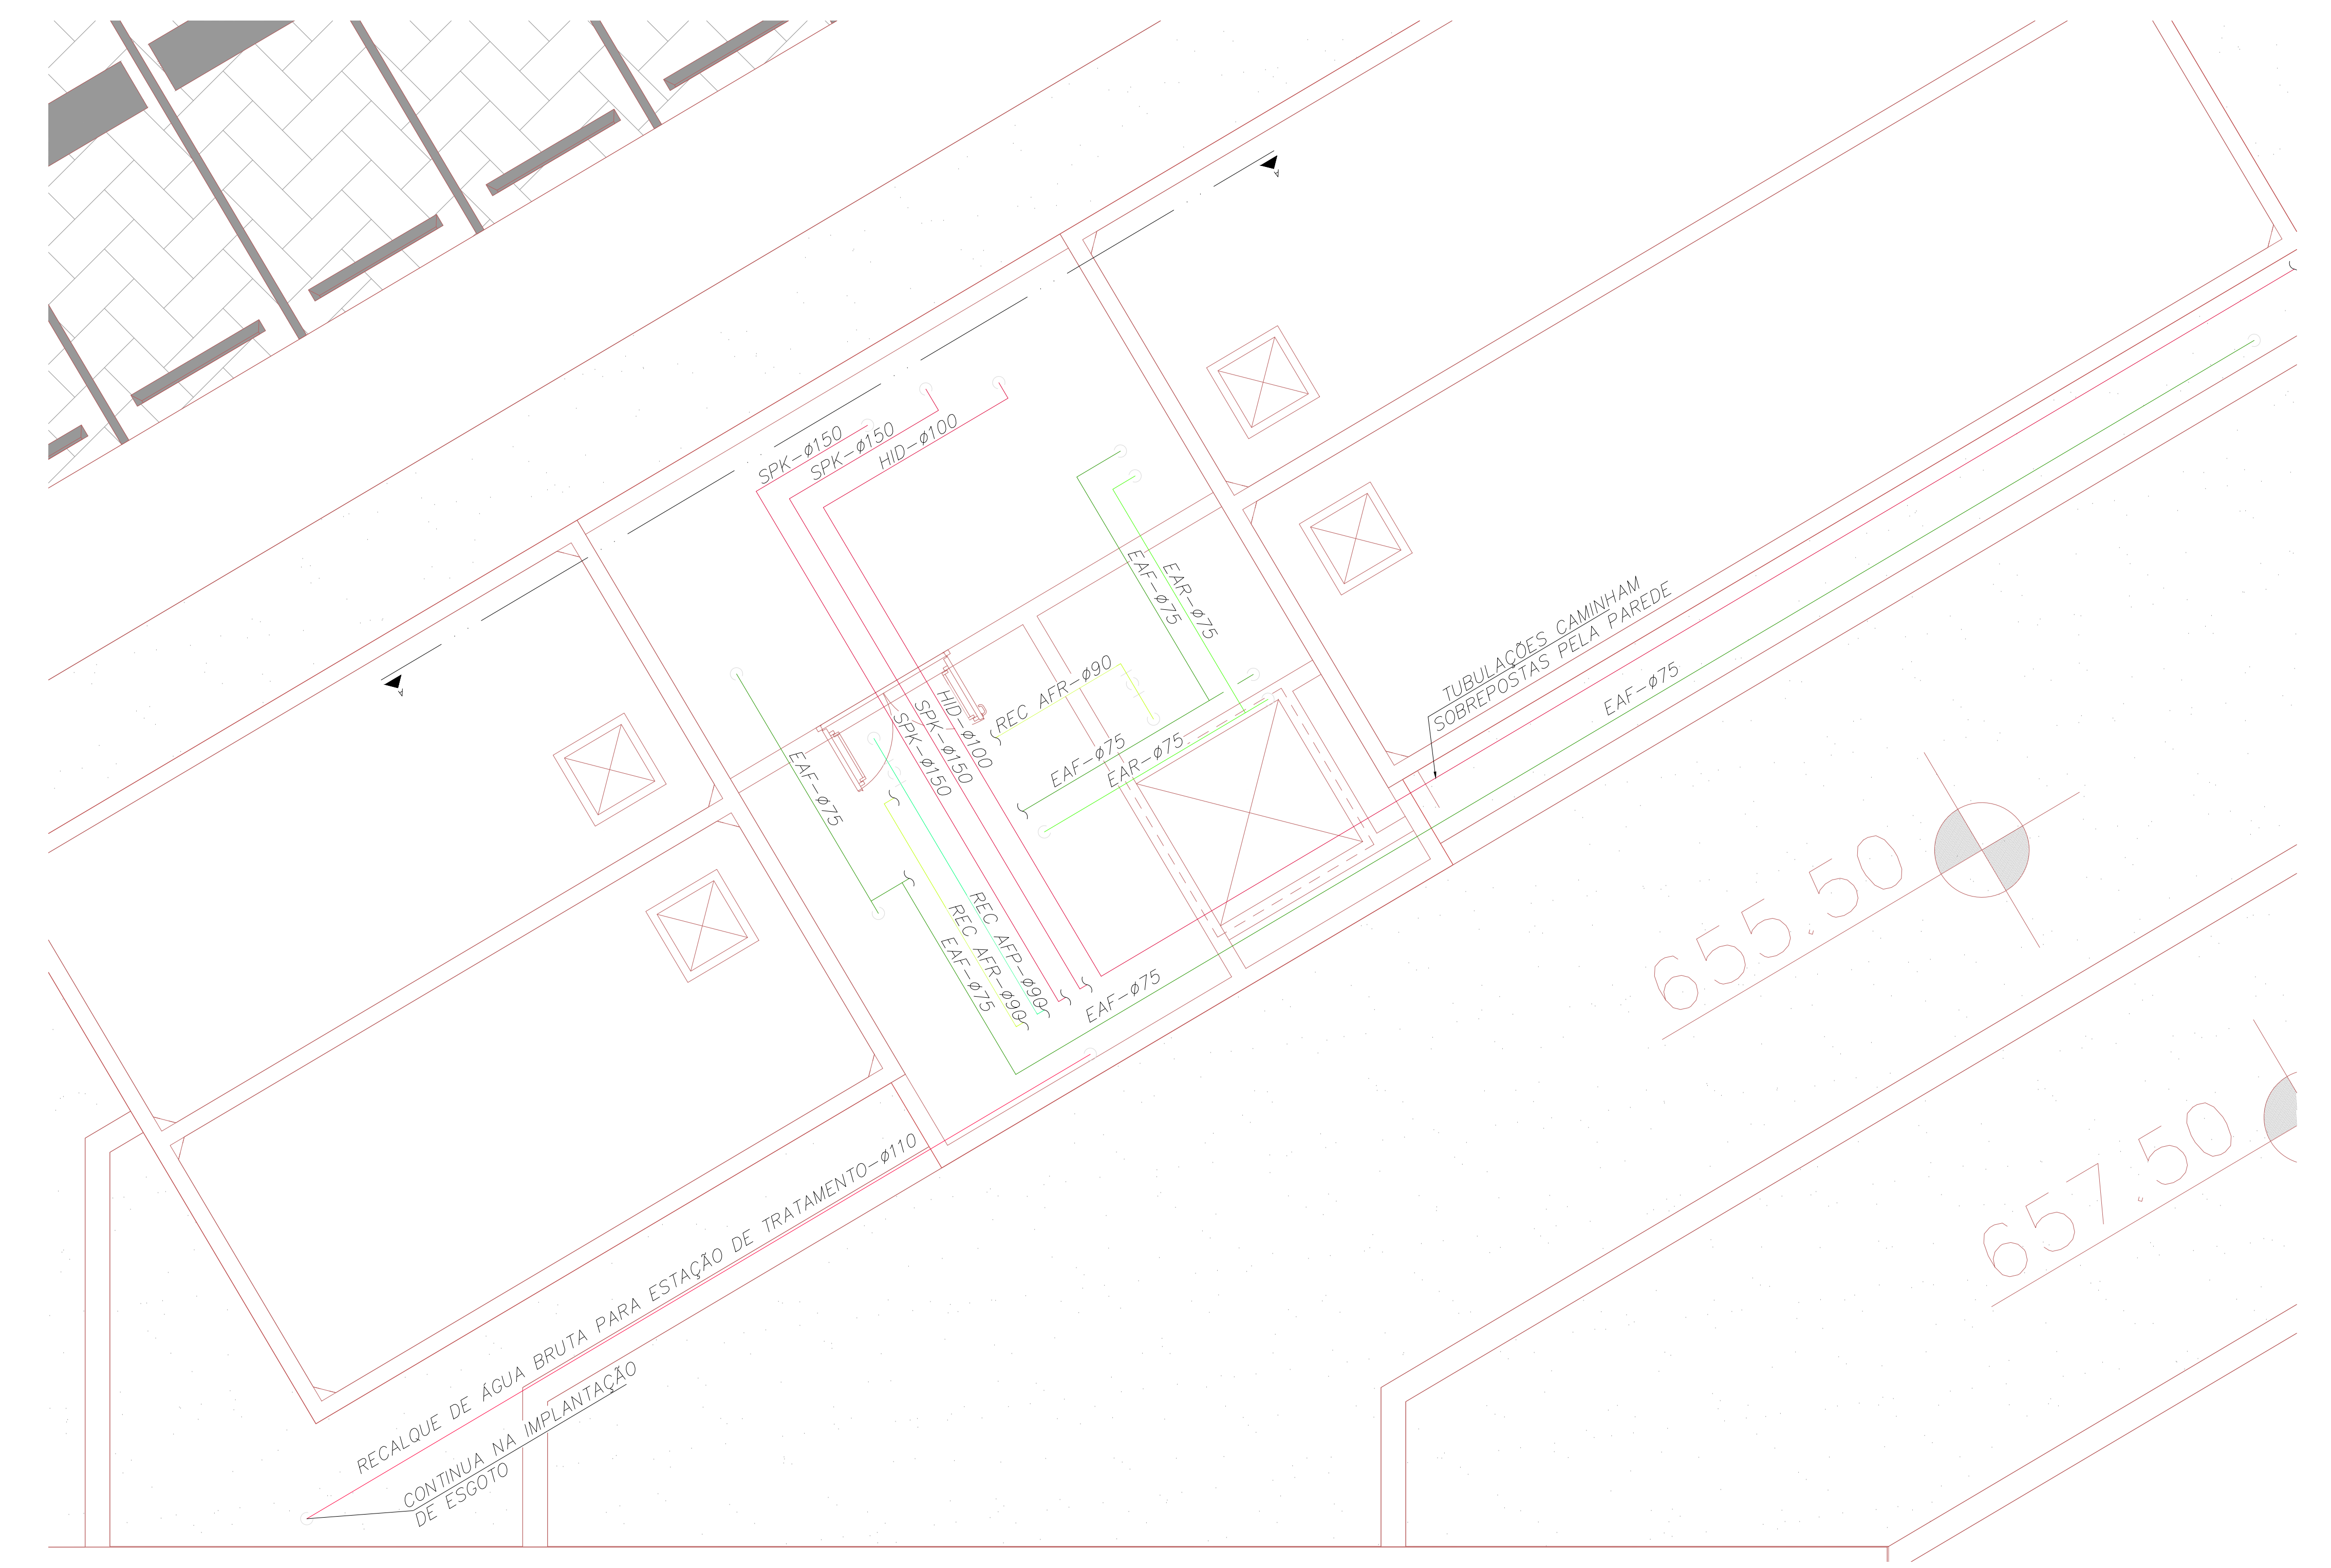 SPK-ø150
SPK-ø150
HID-ø100
EAF-ø75
EAR-ø75
TUBULAÇÕES CAMINHAM
SOBREPOSTAS PELA PAREDE
EAF-ø75
REC AFR-ø90
HID-ø100
SPK-ø150
SPK-ø150
EAF-ø75
EAR-ø75
EAF-ø75
REC AFP-ø90
REC AFR-ø90
EAF-ø75
EAF-ø75
655,50
657,50
RECALQUE DE ÁGUA BRUTA PARA ESTAÇÃO DE TRATAMENTO-ø110
CONTINUA NA IMPLANTAÇÃO
DE ESGOTO